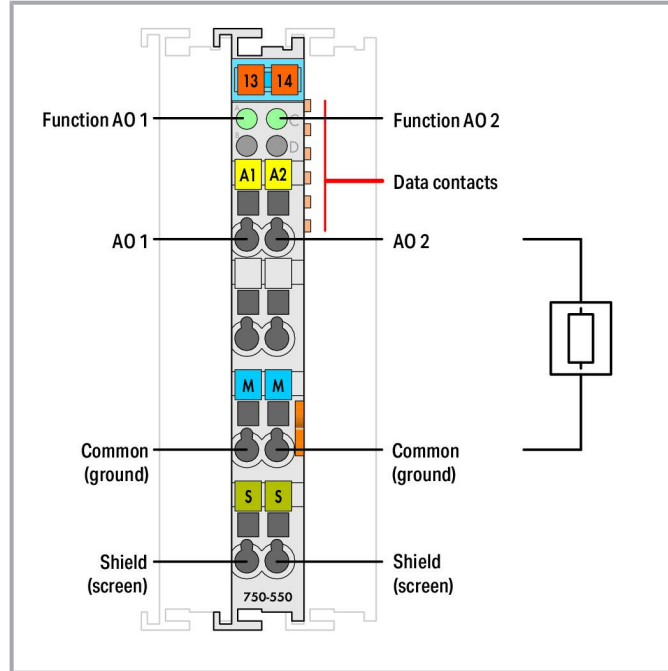 13 14
A C
Function AO 1
Function AO 2
B D
Data contacts
A1 A2
AO 1
AO 2
M M
Common
(ground)
Common
(ground)
S S
Shield
(screen)
Shield
(screen)
750-550